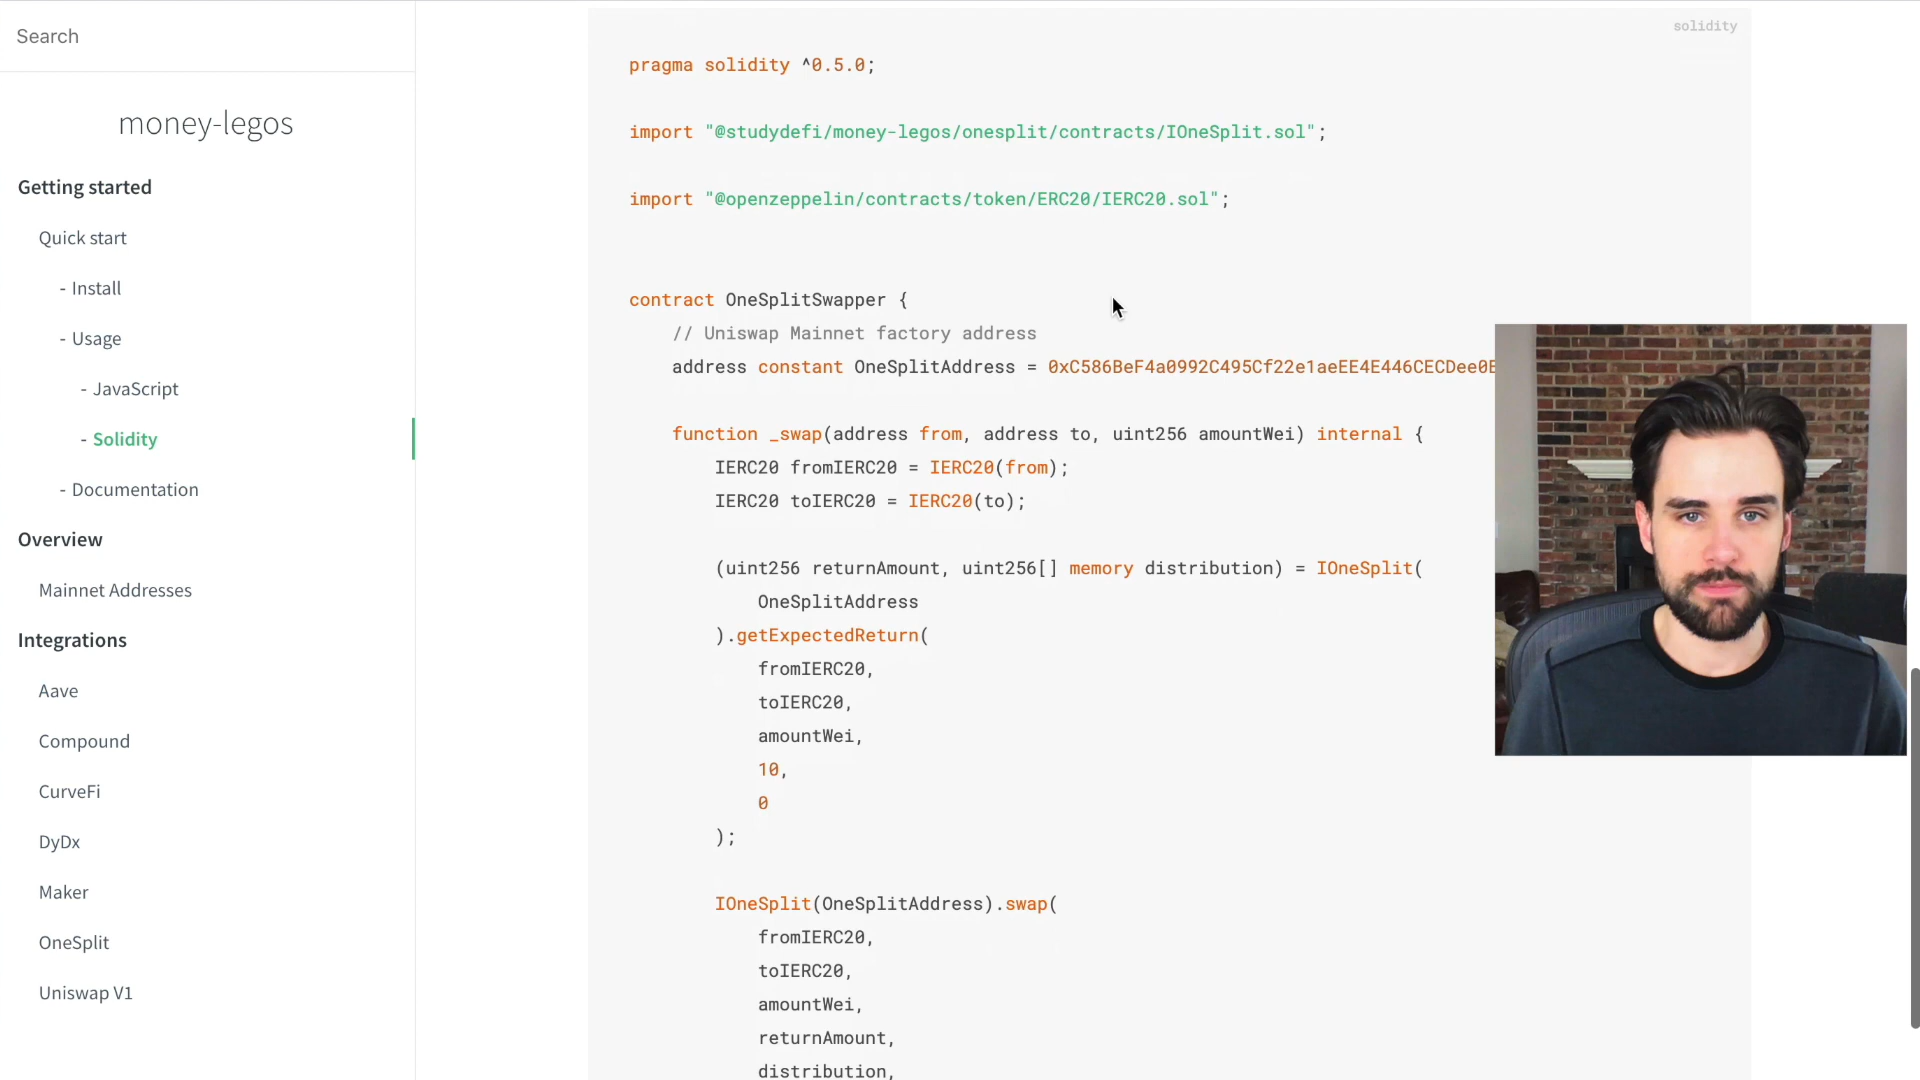 Search
money-legos
Getting started
Quick start
- Install
- Usage
- JavaScript
- Solidity
- Documentation
Overview
Mainnet Addresses
Integrations
Aave
Compound
CurveFi
DyDx
Maker
OneSplit
Uniswap V1
solidity
pragma solidity ^0.5.0;
import "@studydefi/money-legos/onesplit/contracts/IOneSplit.sol";
import "@openzeppelin/contracts/token/ERC20/IERC20.sol";
contract OneSplitSwapper {
// Uniswap Mainnet factory address
address constant OneSplitAddress = 0xC586BeF4a0992C495Cf22e1aeEE4E446CECDee0E
function _swap(address from, address to, uint256 amountWei) internal {
IERC20 fromIERC20 = IERC20(from);
IERC20 toIERC20 = IERC20(to);
(uint256 returnAmount, uint256[] memory distribution) = IOneSplit(
OneSplitAddress
).getExpectedReturn(
fromIERC20,
toIERC20,
amountWei,
10,
0
);
IOneSplit(OneSplitAddress).swap(
fromIERC20,
toIERC20,
amountWei,
returnAmount,
distribution,